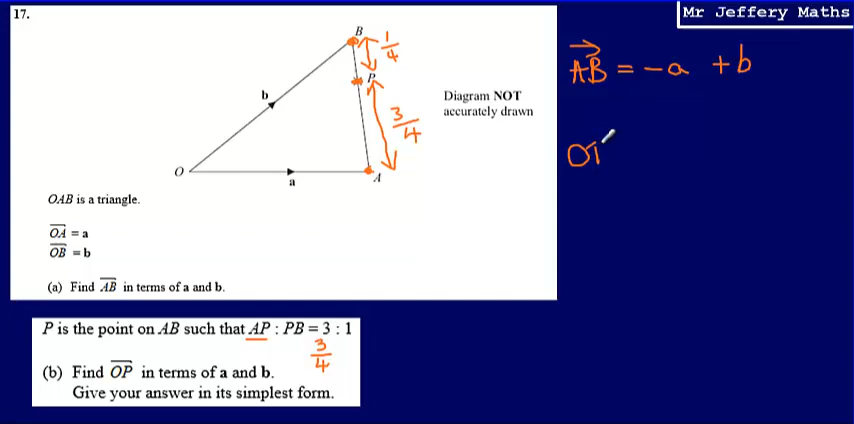 17.
Mr Jeffery Maths
B
1/4
P
b
3/4
O
a
A
Diagram NOT
accurately drawn
AB = -a + b
OP
OAB is a triangle.
OA = a
OB = b
(a) Find AB in terms of a and b.
P is the point on AB such that AP : PB = 3 : 1
3/4
(b) Find OP in terms of a and b.
Give your answer in its simplest form.